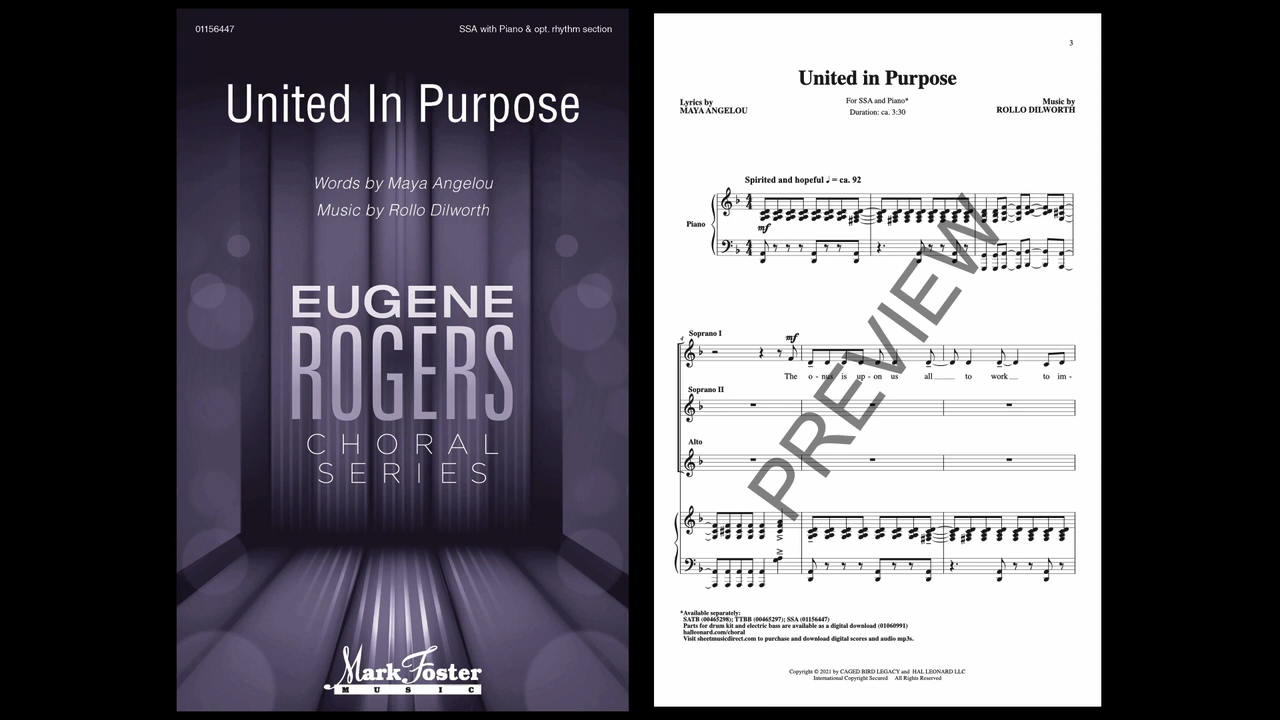 01156447
SSA with Piano & opt. rhythm section
United In Purpose
Words by Maya Angelou
Music by Rollo Dilworth
EUGENE
ROGERS
CHORAL
SERIES
Mark Foster
MUSIC
3
United in Purpose
Lyrics by
MAYA ANGELOU
For SSA and Piano*
Duration: ca. 3:30
Music by
ROLLO DILWORTH
Spirited and hopeful ♩ = ca. 92
Piano
mf
4
Soprano I
mf
The o - nus is up - on us all ____ to work ___ to im -
Soprano II
Alto
PREVIEW
*Available separately:
SATB (00465298); TTBB (00465297); SSA (01156447)
Parts for drum kit and electric bass are available as a digital download (01060991)
halleonard.com/choral
Visit sheetmusicdirect.com to purchase and download digital scores and audio mp3s.
Copyright © 2021 by CAGED BIRD LEGACY and HAL LEONARD LLC
International Copyright Secured All Rights Reserved